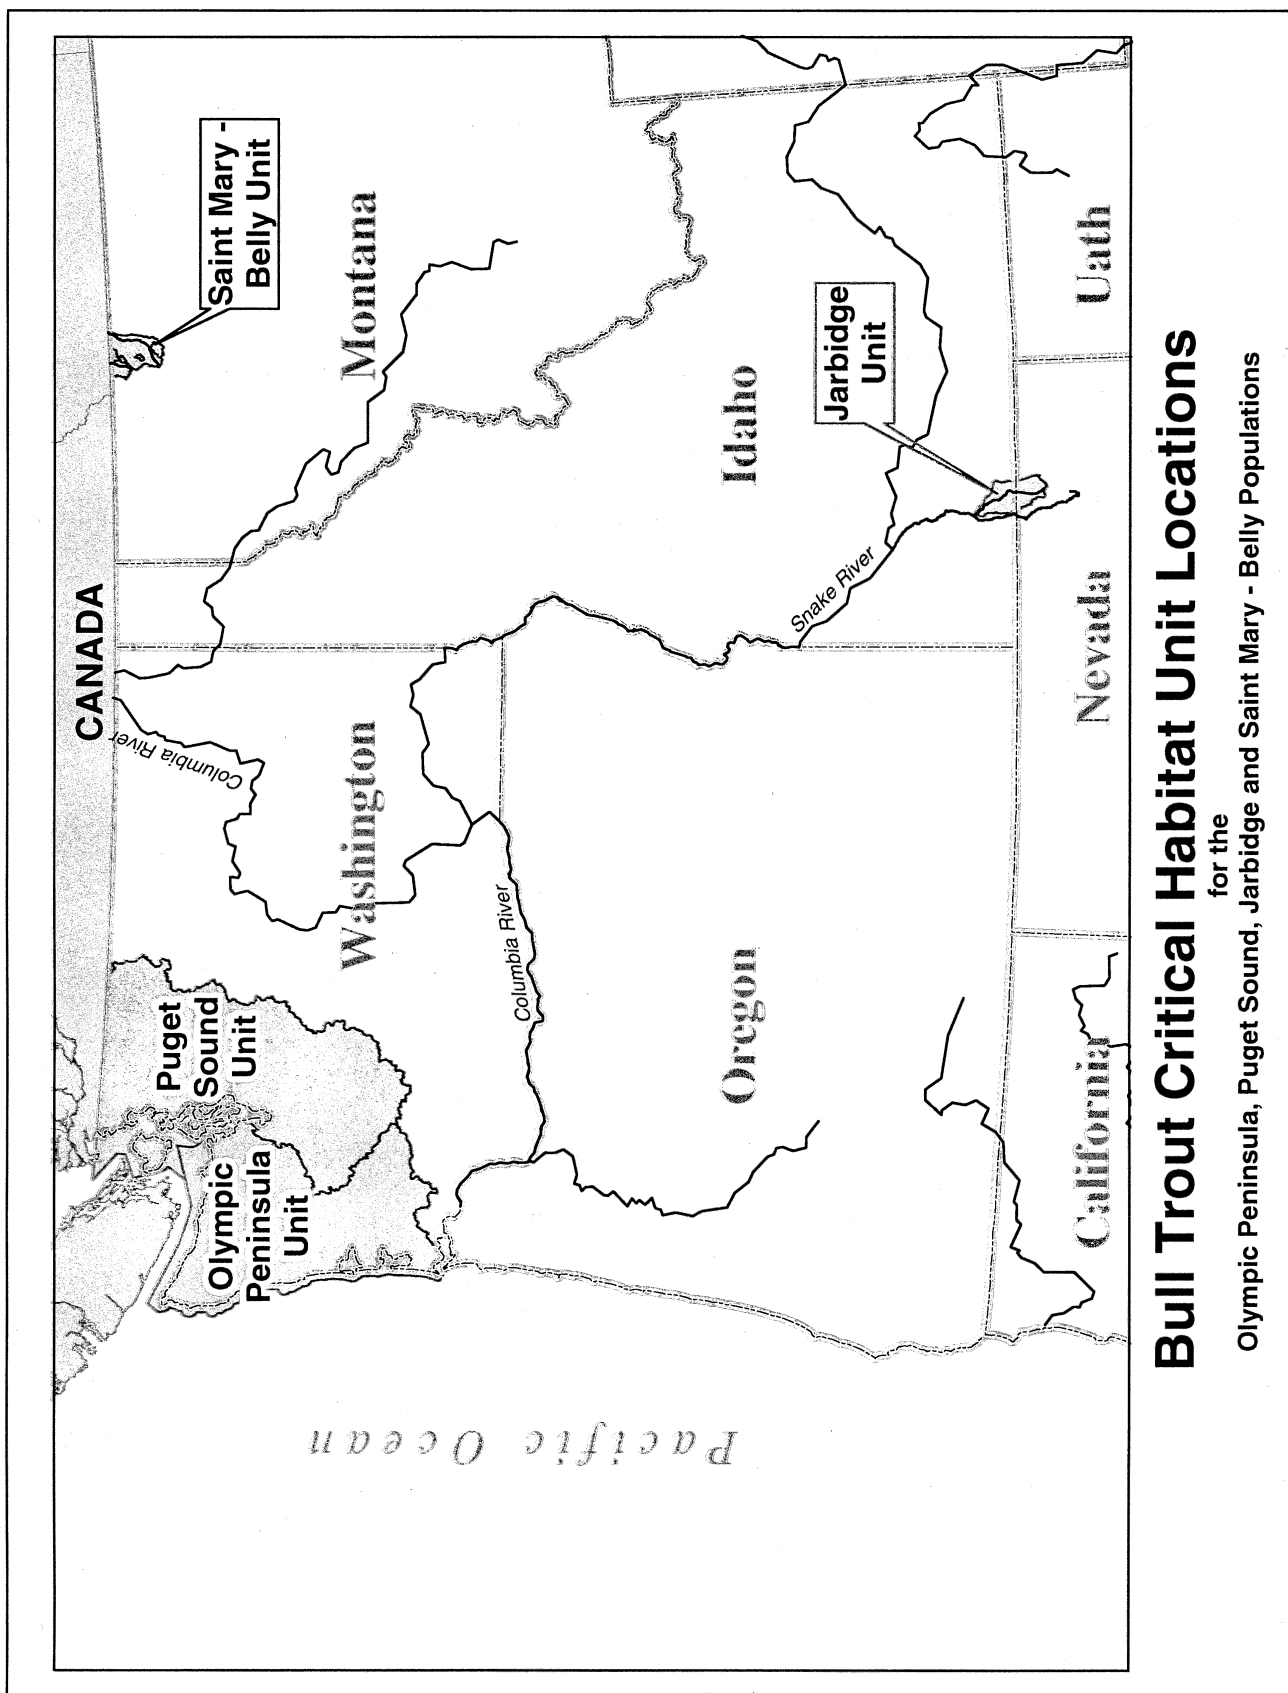 CANADA
Columbia River
Puget
Sound
Unit
Olympic
Peninsula
Unit
Washington
Saint Mary -
Belly Unit
Montana
Columbia River
Pacific Ocean
Oregon
Idaho
Snake River
Jarbidge
Unit
California
Nevada
Uath
Bull Trout Critical Habitat Unit Locations
for the
Olympic Peninsula, Puget Sound, Jarbidge and Saint Mary - Belly Populations